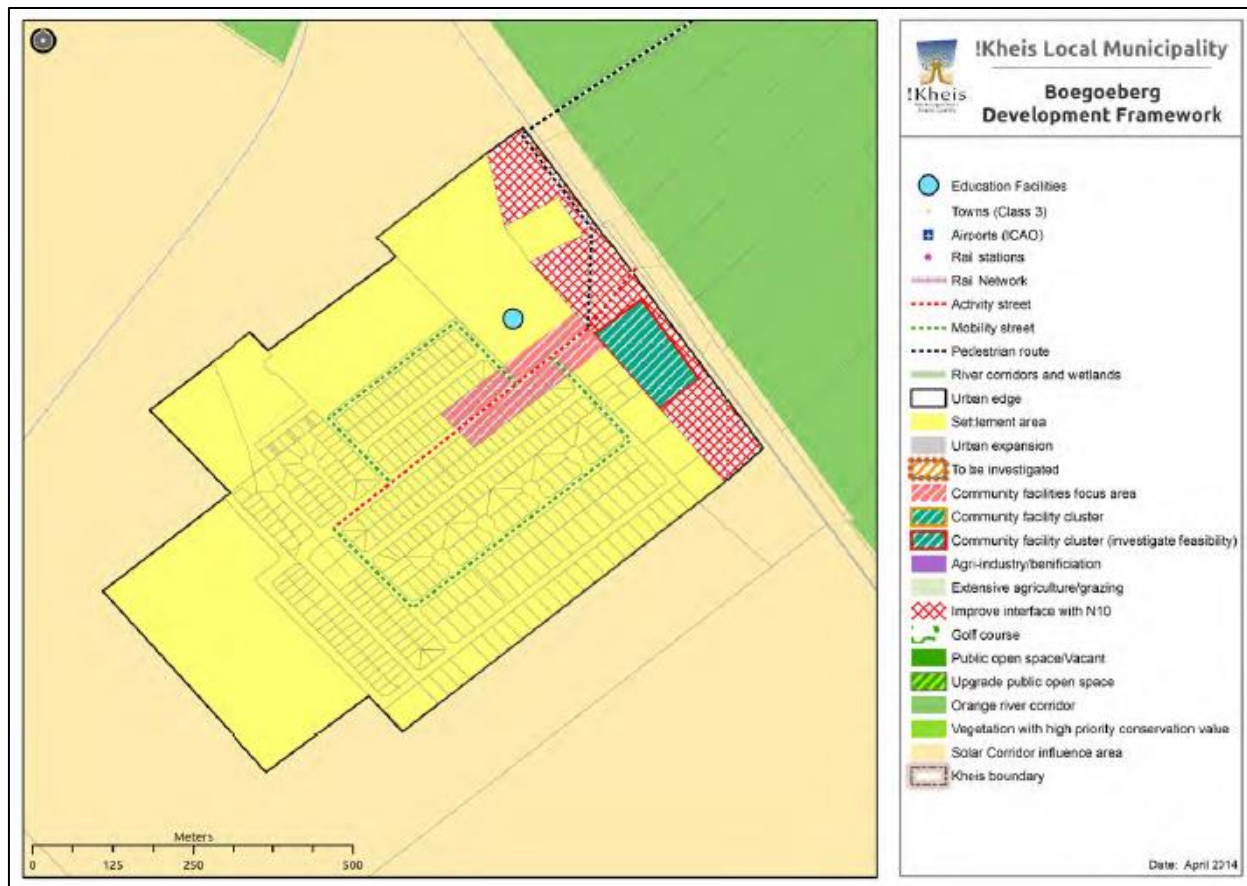 !Kheis Local Municipality
!Kheis
Boegoeberg
Development Framework
Education Facilities
Towns (Class 3)
Airports (ICAO)
Rail stations
Rail Network
Activity street
Mobility street
Pedestrian route
River corridors and wetlands
Urban edge
Settlement area
Urban expansion
To be investigated
Community facilities focus area
Community facility cluster
Community facility cluster (investigate feasibility)
Agri-industry/benificiation
Extensive agriculture/grazing
Improve interface with N10
Golf course
Public open space/Vacant
Upgrade public open space
Orange river corridor
Vegetation with high priority conservation value
Solar Corridor influence area
Kheis boundary
Meters
0 125 250 500
Date: April 2014